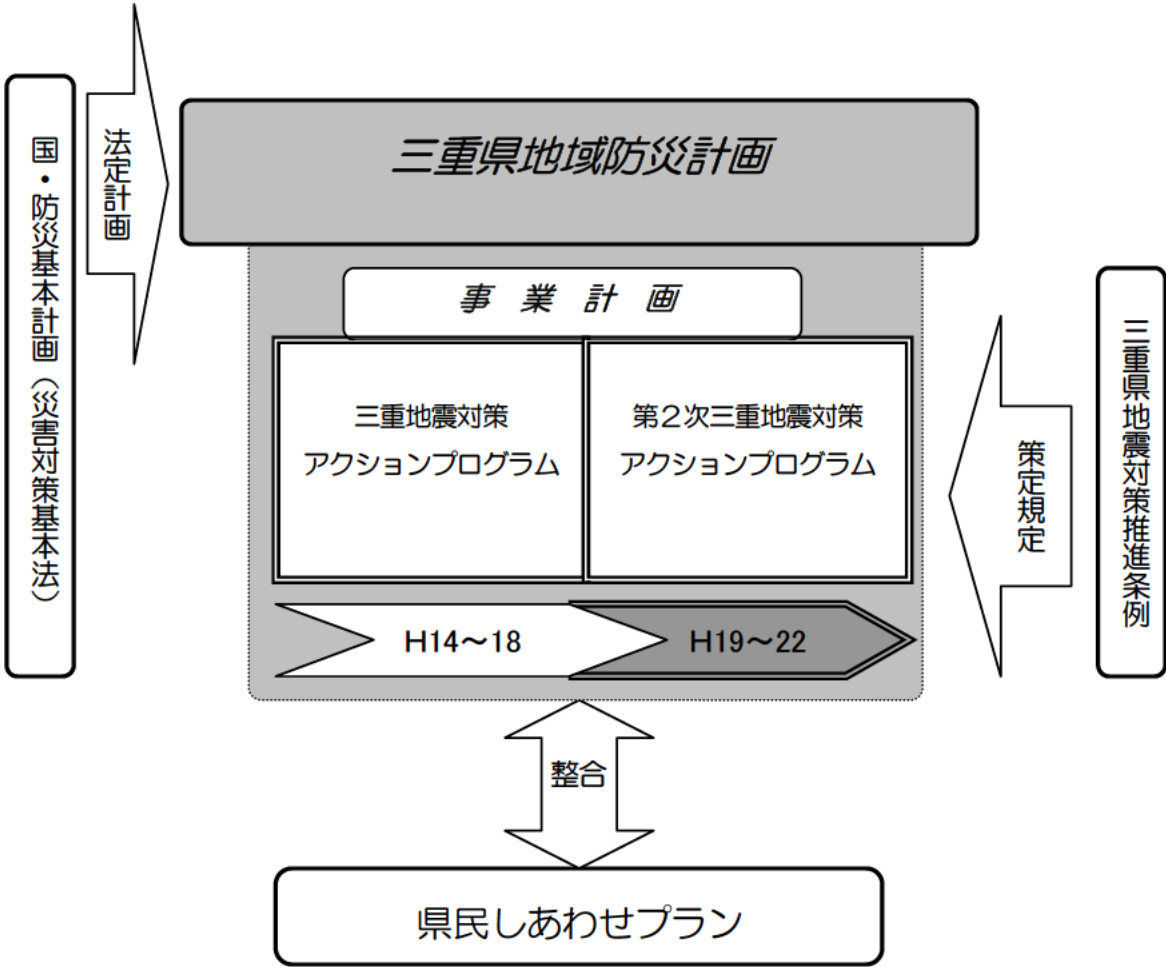 国・防災基本計画（災害対策基本法）
法定計画
三重県地域防災計画
事業計画
三重地震対策
アクションプログラム
第２次三重地震対策
アクションプログラム
H14～18
H19～22
策定規定
三重県地震対策推進条例
整合
県民しあわせプラン